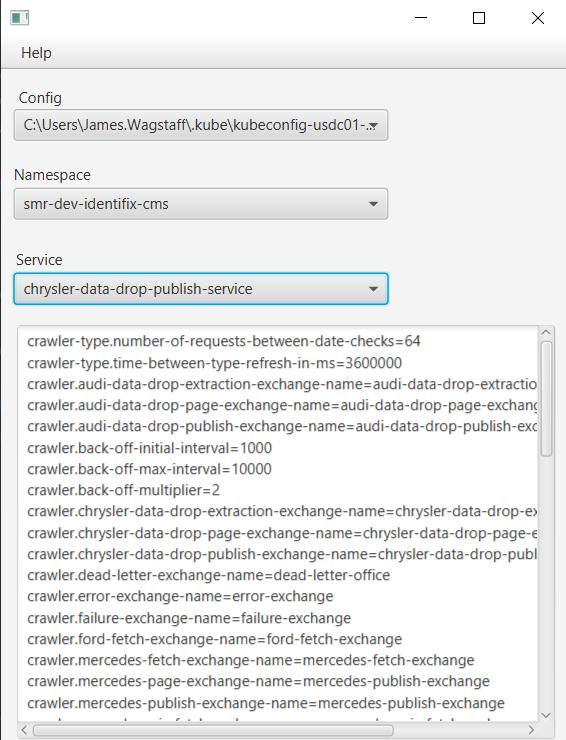 Help
Config
C:\Users\James.Wagstaff\.kube\kubeconfig-usdc01-...
Namespace
smr-dev-identifix-cms
Service
chrysler-data-drop-publish-service
crawler-type.number-of-requests-between-date-checks=64
crawler-type.time-between-type-refresh-in-ms=3600000
crawler.audi-data-drop-extraction-exchange-name=audi-data-drop-extractio
crawler.audi-data-drop-page-exchange-name=audi-data-drop-page-exchang
crawler.audi-data-drop-publish-exchange-name=audi-data-drop-publish-exc
crawler.back-off-initial-interval=1000
crawler.back-off-max-interval=10000
crawler.back-off-multiplier=2
crawler.chrysler-data-drop-extraction-exchange-name=chrysler-data-drop-ex
crawler.chrysler-data-drop-page-exchange-name=chrysler-data-drop-page-e
crawler.chrysler-data-drop-publish-exchange-name=chrysler-data-drop-publ
crawler.dead-letter-exchange-name=dead-letter-office
crawler.error-exchange-name=error-exchange
crawler.failure-exchange-name=failure-exchange
crawler.ford-fetch-exchange-name=ford-fetch-exchange
crawler.mercedes-fetch-exchange-name=mercedes-fetch-exchange
crawler.mercedes-page-exchange-name=mercedes-publish-exchange
crawler.mercedes-publish-exchange-name=mercedes-publish-exchange